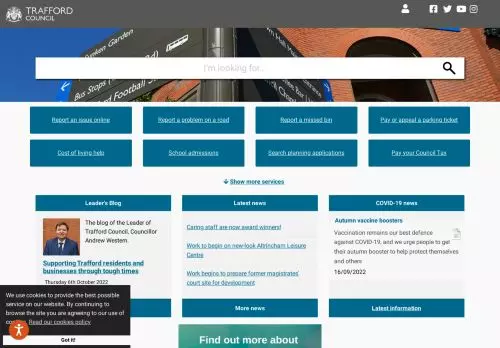 TRAFFORD
COUNCIL
Sunken Garden
Bus Stops
I'm looking for...
Report an issue online
Report a problem on a road
Report a missed bin
Pay or appeal a parking ticket
Cost of living help
School admissions
Search planning applications
Pay your Council Tax
Show more services
Leader's Blog
The blog of the Leader of
Trafford Council, Councillor
Andrew Western.
Supporting Trafford residents and
businesses through tough times
Thursday 6th October 2022
Latest news
Caring staff are now award winners!
Work to begin on new-look Altrincham Leisure
Centre
Work begins to prepare former magistrates'
court site for development
More news
COVID-19 news
Autumn vaccine boosters
Vaccination remains our best defence
against COVID-19, and we urge people to get
their autumn booster to help protect themselves
and others
16/09/2022
Latest information
We use cookies to provide the best possible
service on our website. By continuing to
browse the site you are agreeing to our use of
cookies. Read our cookies policy
Got it!
Find out more about